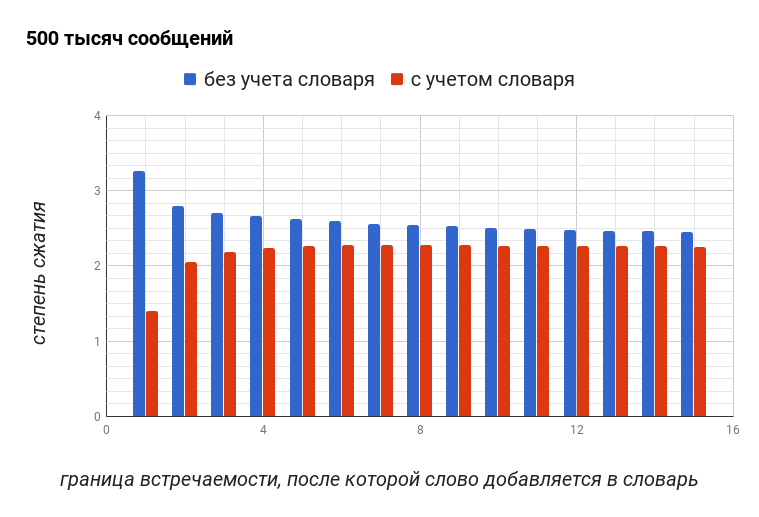 500 тысяч сообщений
без учета словаря с учетом словаря
степень сжатия
4
3
2
1
0
0 4 8 12 16
граница встречаемости, после которой слово добавляется в словарь